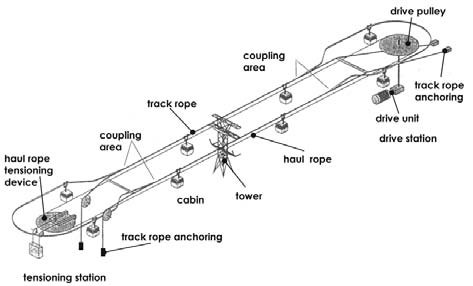 drive pulley
coupling
area
track rope
anchoring
drive unit
drive station
track rope
coupling
area
haul rope
haul rope
tensioning
device
cabin
tower
track rope anchoring
tensioning station